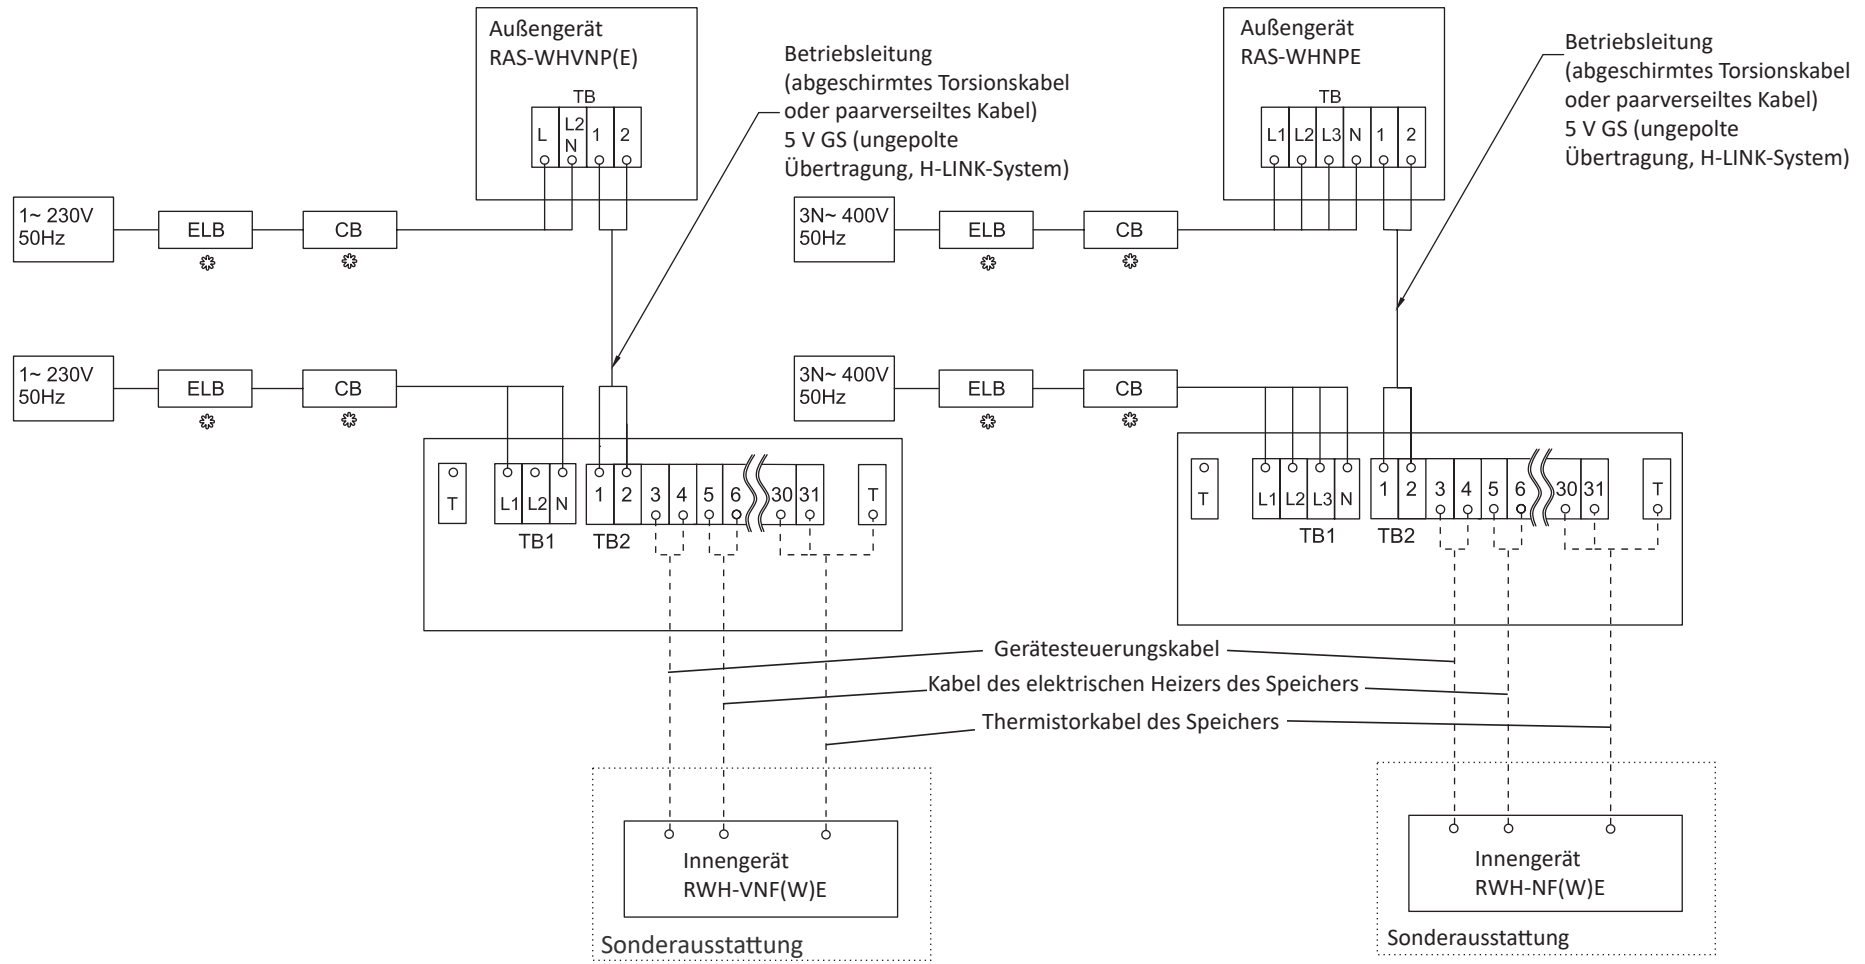 Außengerät
RAS-WHVNP(E)
TB
L L2 N 1 2
Betriebsleitung
(abgeschirmtes Torsionskabel
oder paarverseiltes Kabel)
5 V GS (ungepolte
Übertragung, H-LINK-System)
1~ 230V
50Hz
ELB
CB
1~ 230V
50Hz
ELB
CB
T L1 L2 N 1 2 3 4 5 6 30 31 T
TB1 TB2
Außengerät
RAS-WHNPE
TB
L1 L2 L3 N 1 2
Betriebsleitung
(abgeschirmtes Torsionskabel
oder paarverseiltes Kabel)
5 V GS (ungepolte
Übertragung, H-LINK-System)
3N~ 400V
50Hz
ELB
CB
3N~ 400V
50Hz
ELB
CB
T L1 L2 L3 N 1 2 3 4 5 6 30 31 T
TB1 TB2
Gerätesteuerungskabel
Kabel des elektrischen Heizers des Speichers
Thermistorkabel des Speichers
Innengerät
RWH-VNF(W)E
Sonderausstattung
Innengerät
RWH-NF(W)E
Sonderausstattung